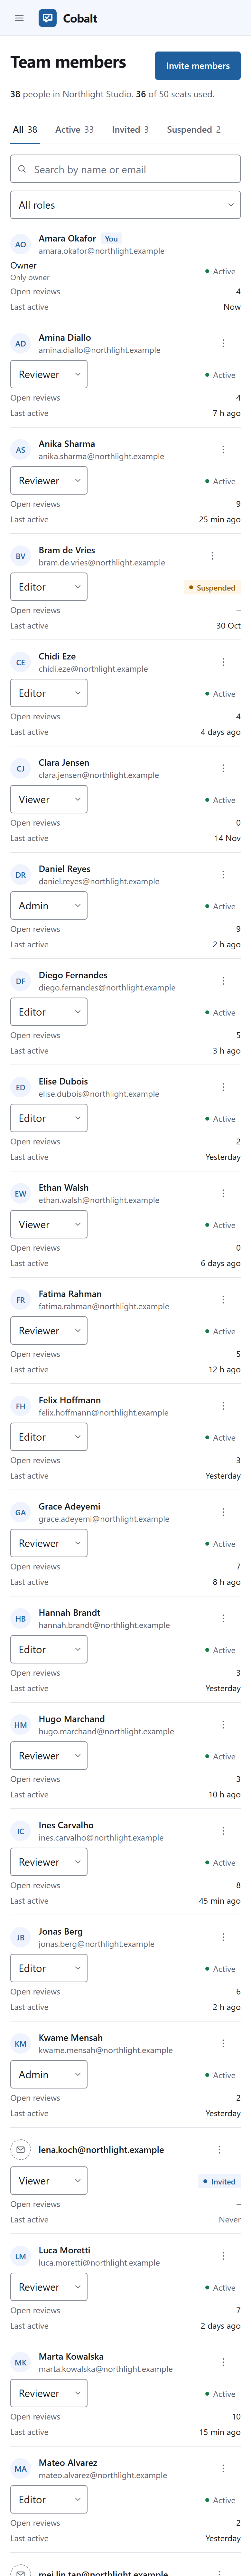 Cobalt
Team members
Invite members
38 people in Northlight Studio. 36 of 50 seats used.
All 38 Active 33 Invited 3 Suspended 2
Search by name or email
All roles
AO Amara Okafor You
amara.okafor@northlight.example
Owner
Only owner
Active
Open reviews 4
Last active Now
AD Amina Diallo
amina.diallo@northlight.example
Reviewer Active
Open reviews 4
Last active 7 h ago
AS Anika Sharma
anika.sharma@northlight.example
Reviewer Active
Open reviews 9
Last active 25 min ago
BV Bram de Vries
bram.de.vries@northlight.example
Editor Suspended
Open reviews –
Last active 30 Oct
CE Chidi Eze
chidi.eze@northlight.example
Editor Active
Open reviews 4
Last active 4 days ago
CJ Clara Jensen
clara.jensen@northlight.example
Viewer Active
Open reviews 0
Last active 14 Nov
DR Daniel Reyes
daniel.reyes@northlight.example
Admin Active
Open reviews 9
Last active 2 h ago
DF Diego Fernandes
diego.fernandes@northlight.example
Editor Active
Open reviews 5
Last active 3 h ago
ED Elise Dubois
elise.dubois@northlight.example
Editor Active
Open reviews 2
Last active Yesterday
EW Ethan Walsh
ethan.walsh@northlight.example
Viewer Active
Open reviews 0
Last active 6 days ago
FR Fatima Rahman
fatima.rahman@northlight.example
Reviewer Active
Open reviews 5
Last active 12 h ago
FH Felix Hoffmann
felix.hoffmann@northlight.example
Editor Active
Open reviews 3
Last active Yesterday
GA Grace Adeyemi
grace.adeyemi@northlight.example
Reviewer Active
Open reviews 7
Last active 8 h ago
HB Hannah Brandt
hannah.brandt@northlight.example
Editor Active
Open reviews 3
Last active Yesterday
HM Hugo Marchand
hugo.marchand@northlight.example
Reviewer Active
Open reviews 3
Last active 10 h ago
IC Ines Carvalho
ines.carvalho@northlight.example
Reviewer Active
Open reviews 8
Last active 45 min ago
JB Jonas Berg
jonas.berg@northlight.example
Editor Active
Open reviews 6
Last active 2 h ago
KM Kwame Mensah
kwame.mensah@northlight.example
Admin Active
Open reviews 2
Last active Yesterday
lena.koch@northlight.example
Viewer Invited
Open reviews –
Last active Never
LM Luca Moretti
luca.moretti@northlight.example
Reviewer Active
Open reviews 7
Last active 2 days ago
MK Marta Kowalska
marta.kowalska@northlight.example
Reviewer Active
Open reviews 10
Last active 15 min ago
MA Mateo Alvarez
mateo.alvarez@northlight.example
Editor Active
Open reviews 2
Last active Yesterday
mei.lin.tan@northlight.example